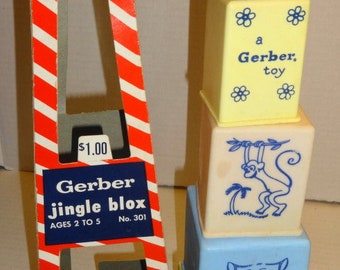 $1.00
Gerber
jingle blox
AGES 2 TO 5 No. 301
a
Gerber
toy